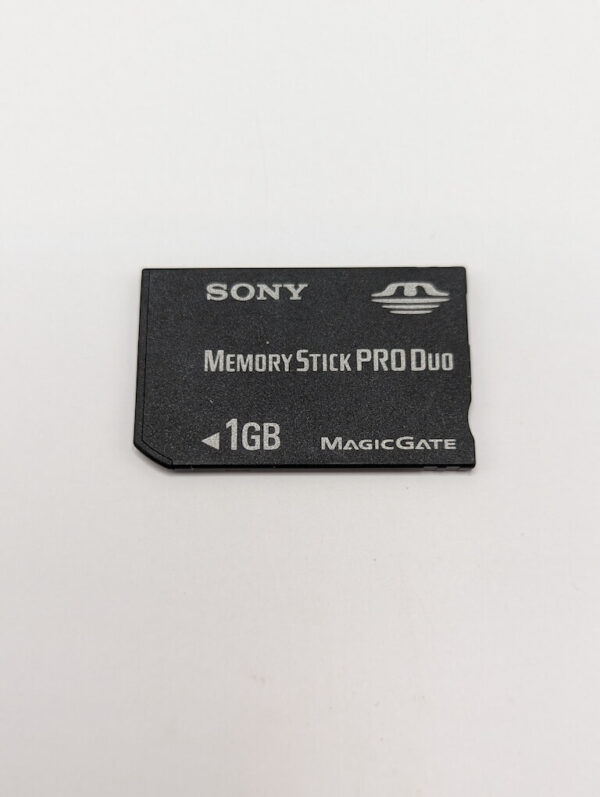 SONY
MEMORY STICK PRO DUO
◀1GB MAGICGATE